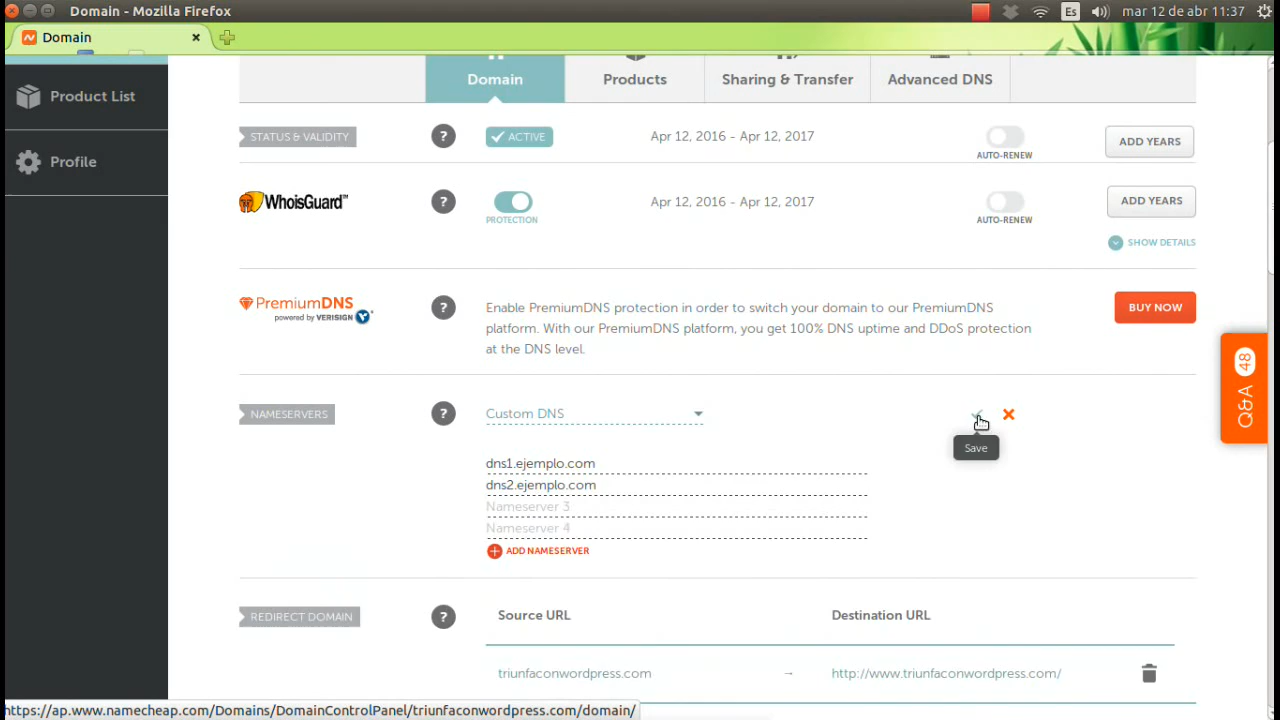 Domain - Mozilla Firefox
Es
mar 12 de abr 11:37
Domain
Product List
Profile
Domain
Products
Sharing & Transfer
Advanced DNS
STATUS & VALIDITY
?
ACTIVE
Apr 12, 2016 - Apr 12, 2017
AUTO-RENEW
ADD YEARS
WhoisGuard™
?
PROTECTION
Apr 12, 2016 - Apr 12, 2017
AUTO-RENEW
ADD YEARS
SHOW DETAILS
PremiumDNS
powered by VERISIGN
?
Enable PremiumDNS protection in order to switch your domain to our PremiumDNS
platform. With our PremiumDNS platform, you get 100% DNS uptime and DDoS protection
at the DNS level.
BUY NOW
Q&A 48
NAMESERVERS
?
Custom DNS
Save
dns1.ejemplo.com
dns2.ejemplo.com
Nameserver 3
Nameserver 4
ADD NAMESERVER
REDIRECT DOMAIN
?
Source URL
Destination URL
triunfaconwordpress.com
→
http://www.triunfaconwordpress.com/
https://ap.www.namecheap.com/Domains/DomainControlPanel/triunfaconwordpress.com/domain/